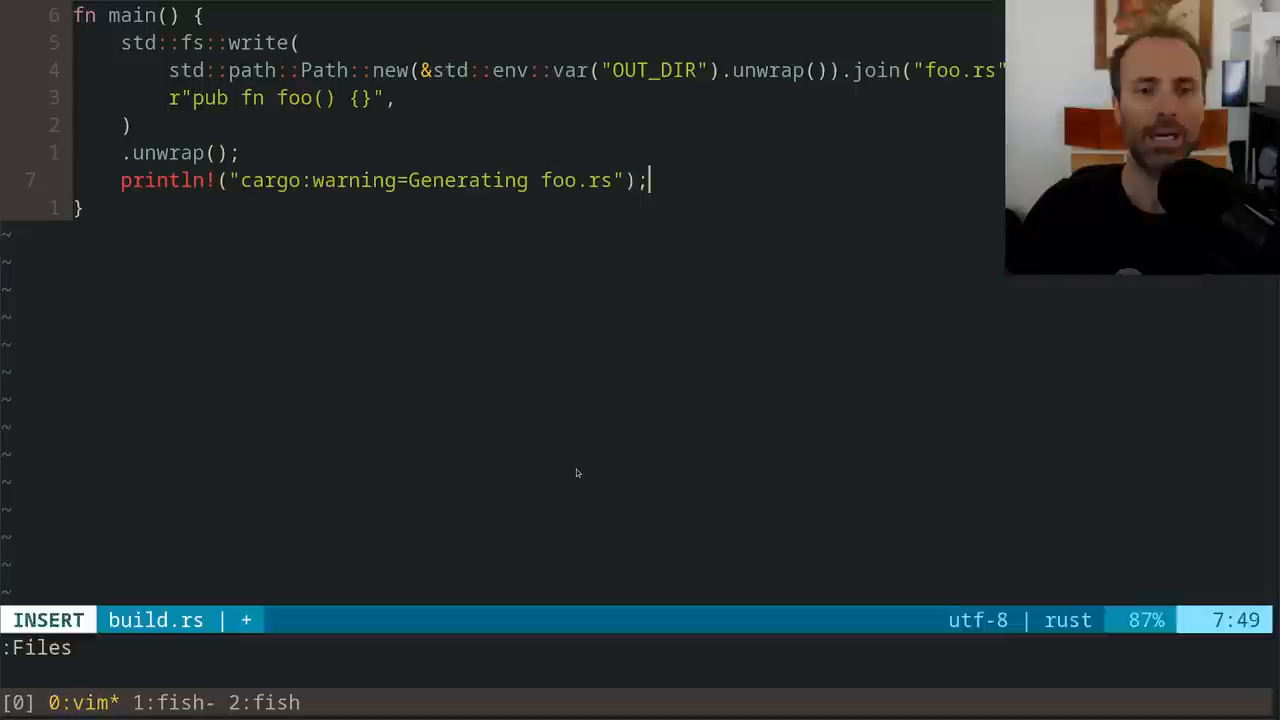 6 fn main() {
5 std::fs::write(
4 std::path::Path::new(&std::env::var("OUT_DIR").unwrap()).join("foo.rs"
3 r"pub fn foo() {}",
2 )
1 .unwrap();
7 println!("cargo:warning=Generating foo.rs");
1 }
~
~
~
~
~
~
~
~
~
~
~
~
~
~
INSERT build.rs | + utf-8 | rust 87% 7:49
:Files
[0] 0:vim* 1:fish- 2:fish